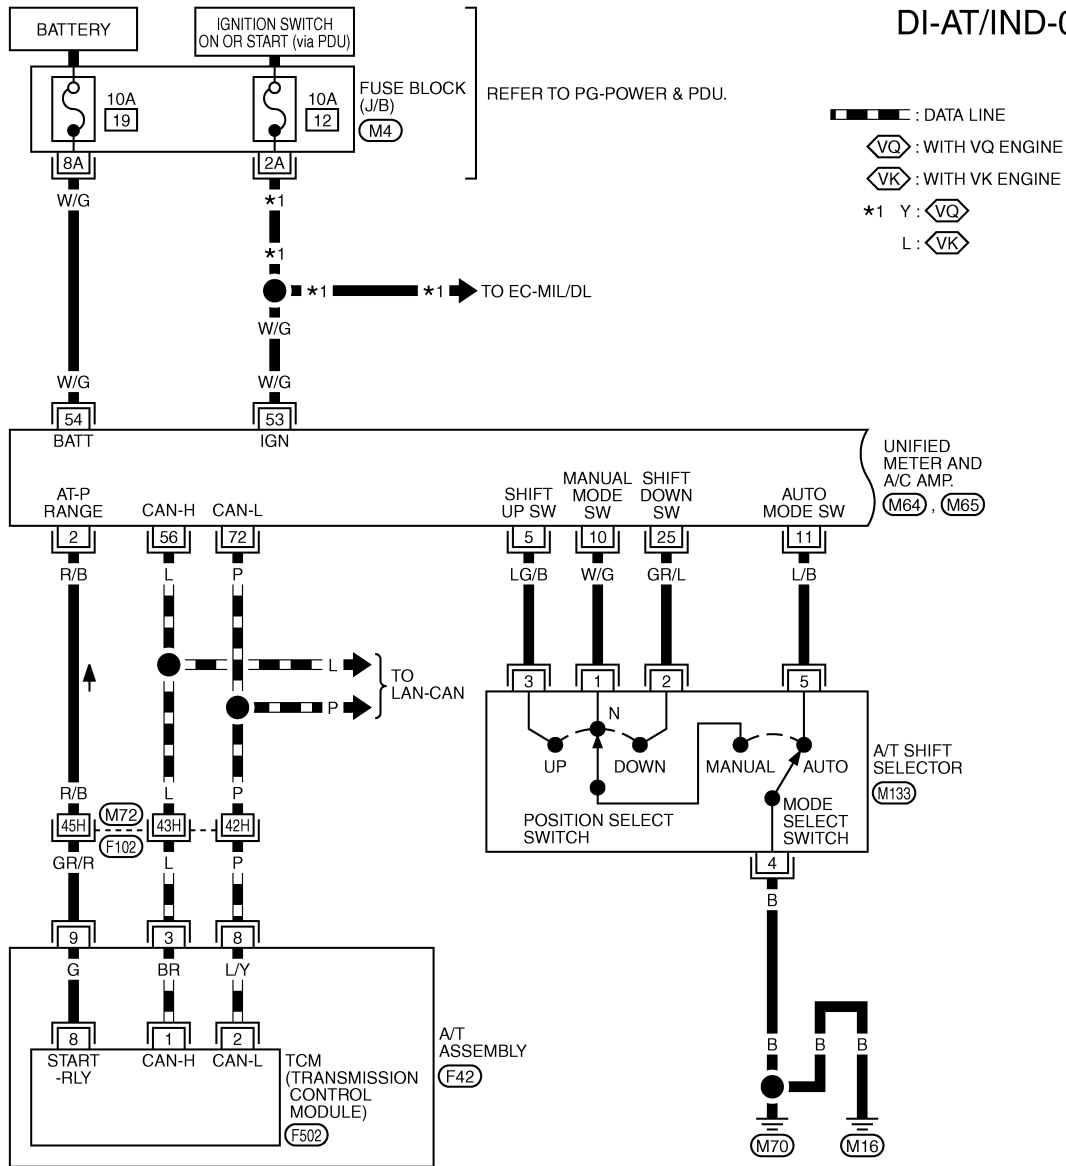 DI-AT/IND-0
BATTERY
IGNITION SWITCH
ON OR START (via PDU)
10A
19
10A
12
FUSE BLOCK
(J/B)
M4
REFER TO PG-POWER & PDU.
: DATA LINE
VQ : WITH VQ ENGINE
VK : WITH VK ENGINE
*1 Y : VQ
L : VK
8A
2A
W/G
*1
*1
*1
*1
TO EC-MIL/DL
W/G
W/G
W/G
54
53
BATT
IGN
UNIFIED
METER AND
A/C AMP.
M64 , M65
AT-P
RANGE
CAN-H
CAN-L
SHIFT
UP SW
MANUAL
MODE
SW
SHIFT
DOWN
SW
AUTO
MODE SW
2
56
72
5
10
25
11
R/B
L
P
LG/B
W/G
GR/L
L/B
L
P
TO
LAN-CAN
3
1
2
5
N
UP
DOWN
MANUAL
AUTO
POSITION SELECT
SWITCH
MODE
SELECT
SWITCH
A/T SHIFT
SELECTOR
M133
R/B
L
P
M72
45H
43H
42H
F102
GR/R
L
P
4
B
9
3
8
G
BR
L/Y
8
1
2
START
-RLY
CAN-H
CAN-L
TCM
(TRANSMISSION
CONTROL
MODULE)
F502
A/T
ASSEMBLY
F42
B
B
B
M70
M16